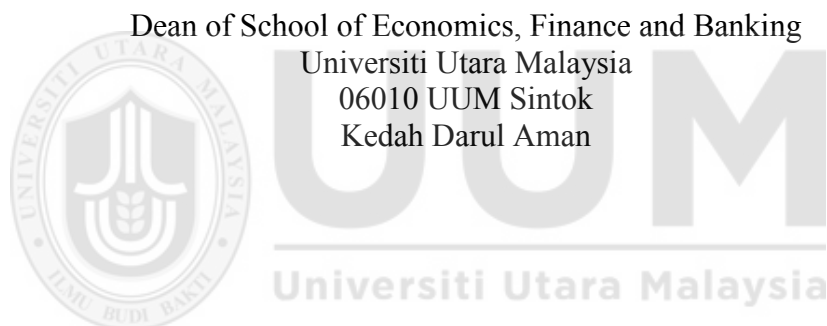 Dean of School of Economics, Finance and Banking
Universiti Utara Malaysia
06010 UUM Sintok
Kedah Darul Aman
UNIVERSITI UTARA MALAYSIA
ILMU BUDI BAKTI
UUM
Universiti Utara Malaysia